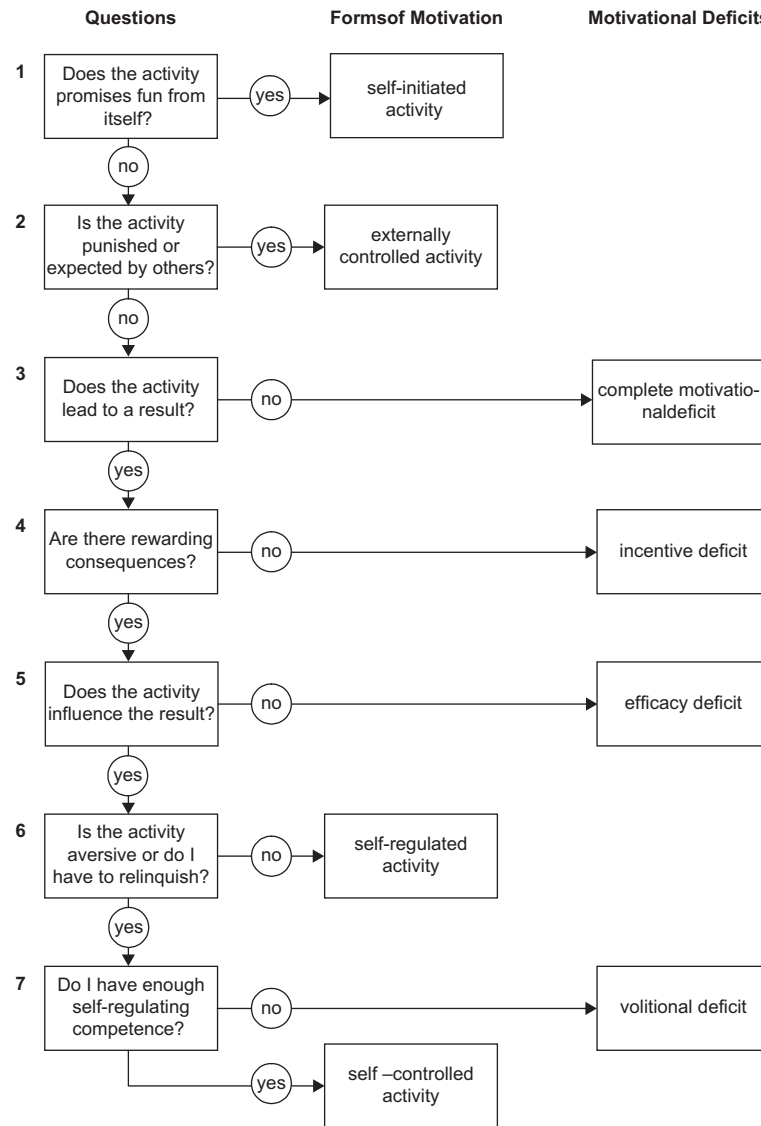 Questions
Formsof Motivation
Motivational Deficits
1
Does the activity
promises fun from
itself?
yes
self-initiated
activity
no
2
Is the activity
punished or
expected by others?
yes
externally
controlled activity
no
3
Does the activity
lead to a result?
no
complete motivatio-
naldeficit
yes
4
Are there rewarding
consequences?
no
incentive deficit
yes
5
Does the activity
influence the result?
no
efficacy deficit
yes
6
Is the activity
aversive or do I
have to relinquish?
no
self-regulated
activity
yes
7
Do I have enough
self-regulating
competence?
no
volitional deficit
yes
self –controlled
activity